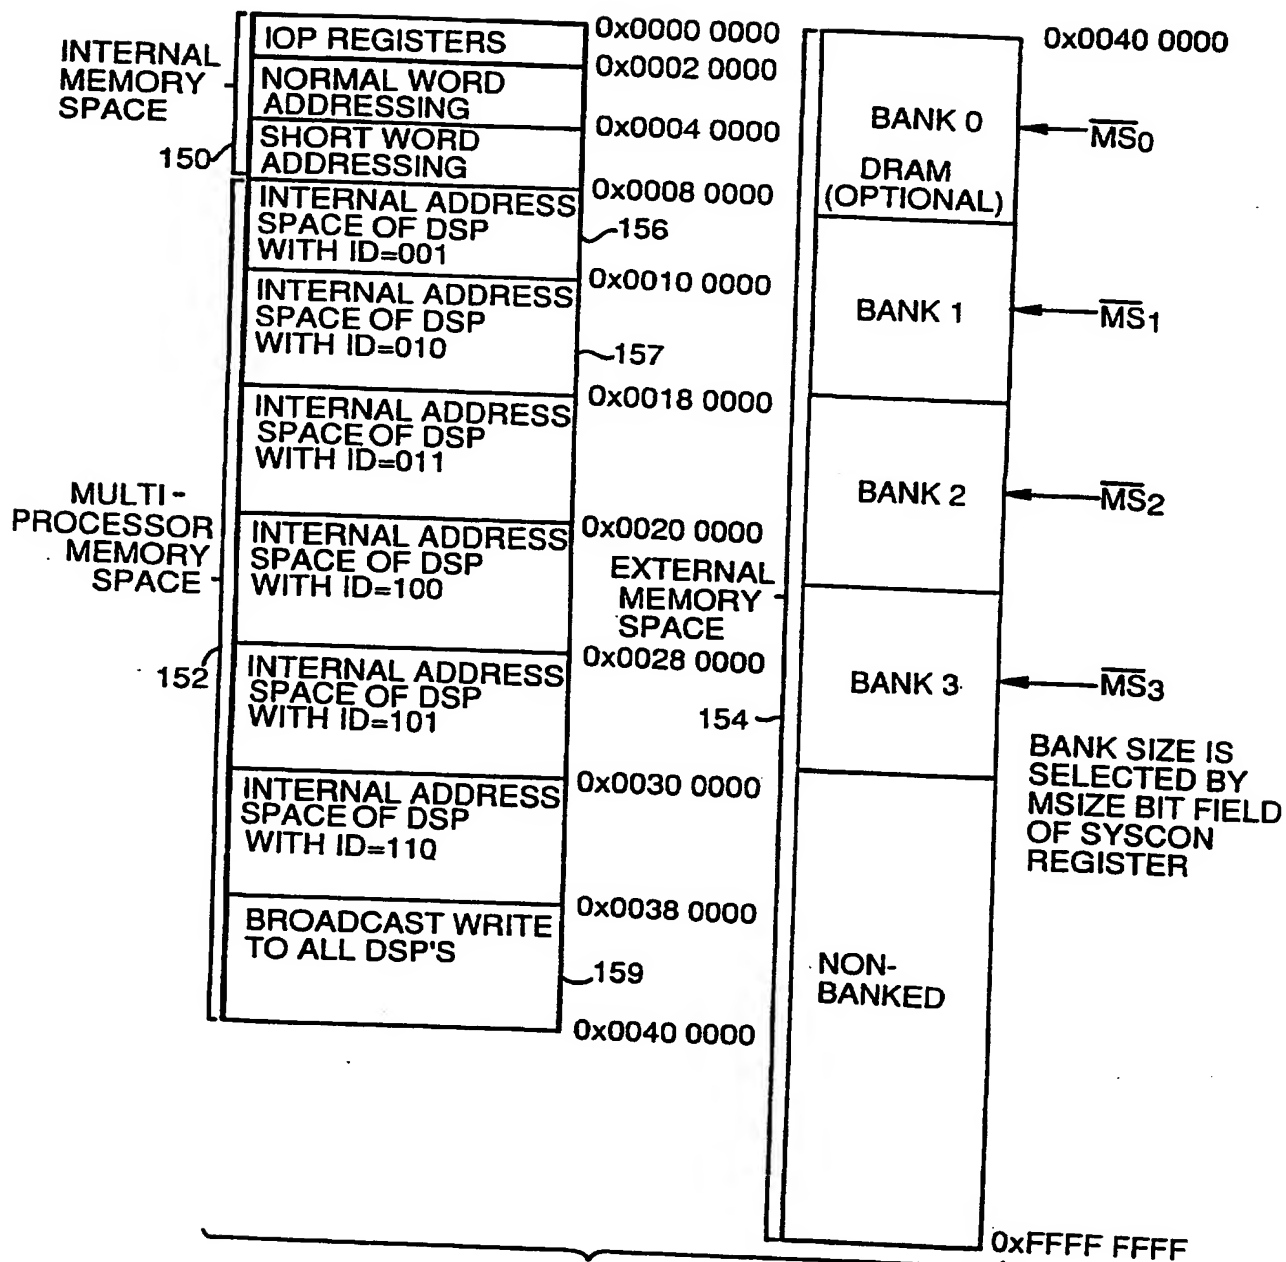 INTERNAL
MEMORY
SPACE
150
IOP REGISTERS
NORMAL WORD
ADDRESSING
SHORT WORD
ADDRESSING
0x0000 0000
0x0002 0000
0x0004 0000
0x0008 0000
MULTI-
PROCESSOR
MEMORY
SPACE
152
INTERNAL ADDRESS
SPACE OF DSP
WITH ID=001
156
0x0010 0000
INTERNAL ADDRESS
SPACE OF DSP
WITH ID=010
157
0x0018 0000
INTERNAL ADDRESS
SPACE OF DSP
WITH ID=011
0x0020 0000
INTERNAL ADDRESS
SPACE OF DSP
WITH ID=100
0x0028 0000
INTERNAL ADDRESS
SPACE OF DSP
WITH ID=101
0x0030 0000
INTERNAL ADDRESS
SPACE OF DSP
WITH ID=110
0x0038 0000
BROADCAST WRITE
TO ALL DSP'S
159
0x0040 0000
EXTERNAL
MEMORY
SPACE
154
0x0040 0000
BANK 0
DRAM
(OPTIONAL)
MS0
BANK 1
MS1
BANK 2
MS2
BANK 3
MS3
BANK SIZE IS
SELECTED BY
MSIZE BIT FIELD
OF SYSCON
REGISTER
NON-
BANKED
0xFFFF FFFF